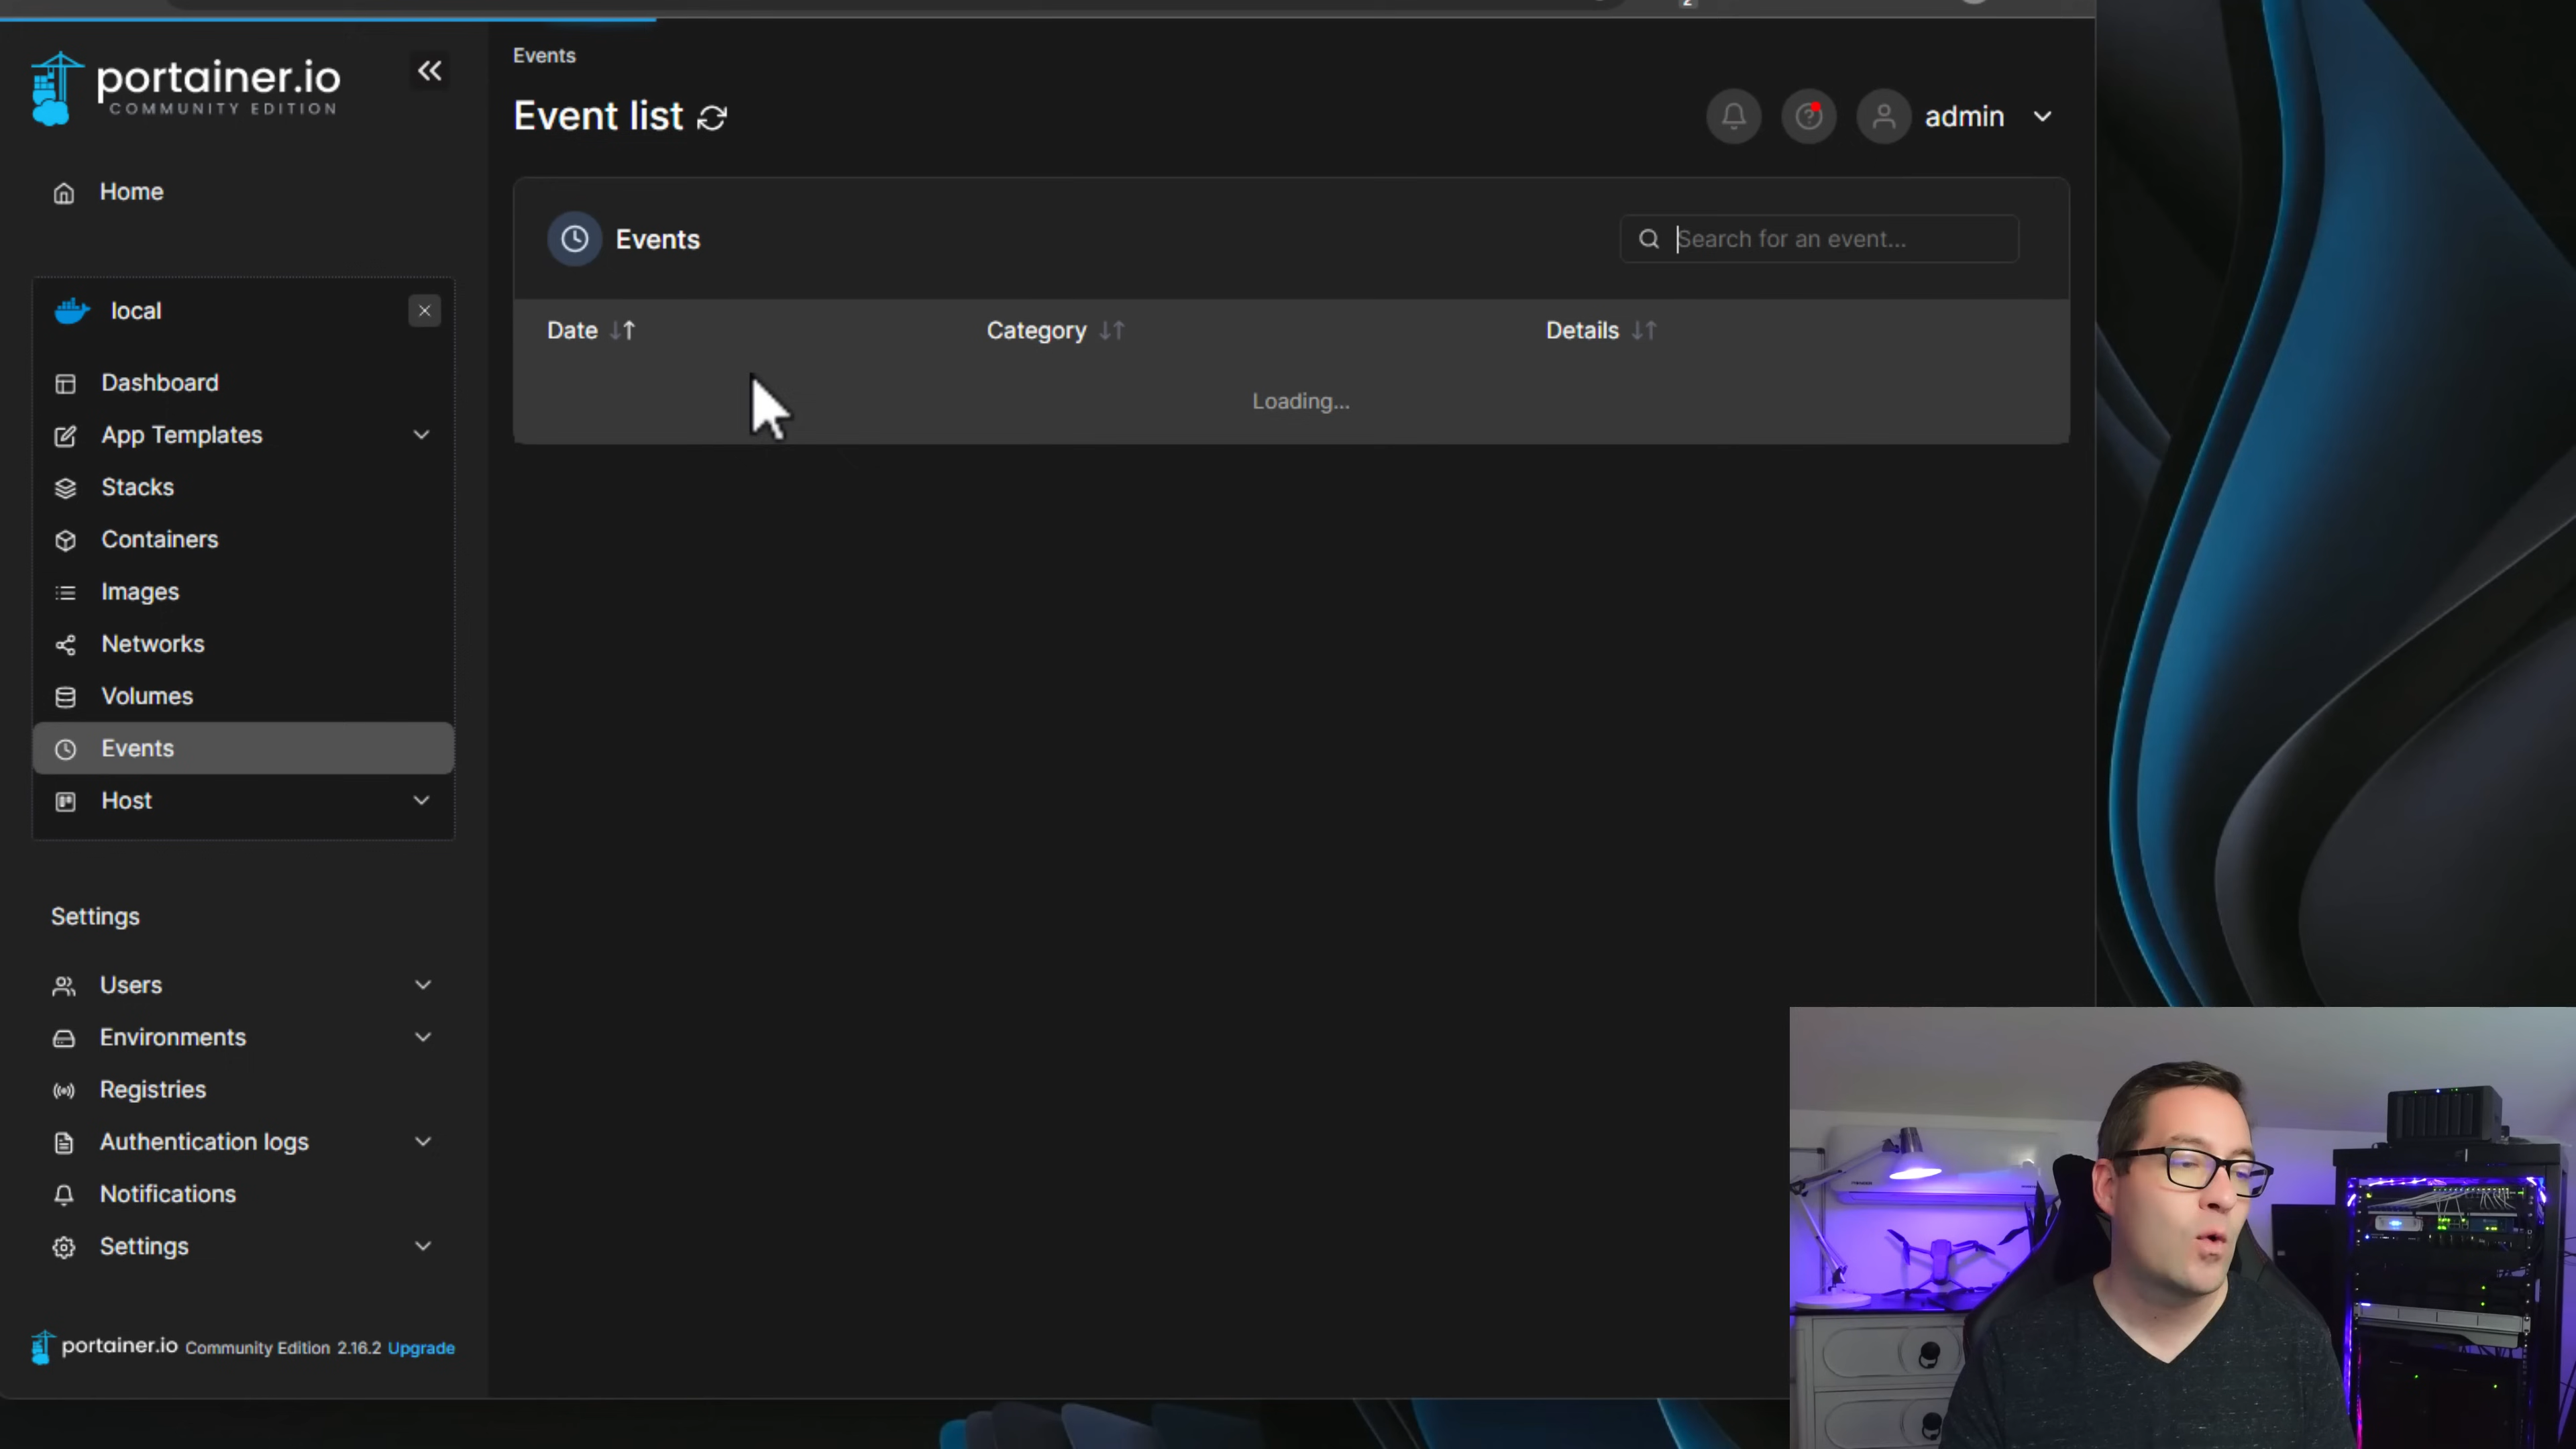 portainer.io
COMMUNITY EDITION
Home
local
Dashboard
App Templates
Stacks
Containers
Images
Networks
Volumes
Events
Host
Settings
Users
Environments
Registries
Authentication logs
Notifications
Settings
portainer.io Community Edition 2.16.2 Upgrade
Events
Event list
admin
Events
Search for an event...
Date Category Details
Loading...